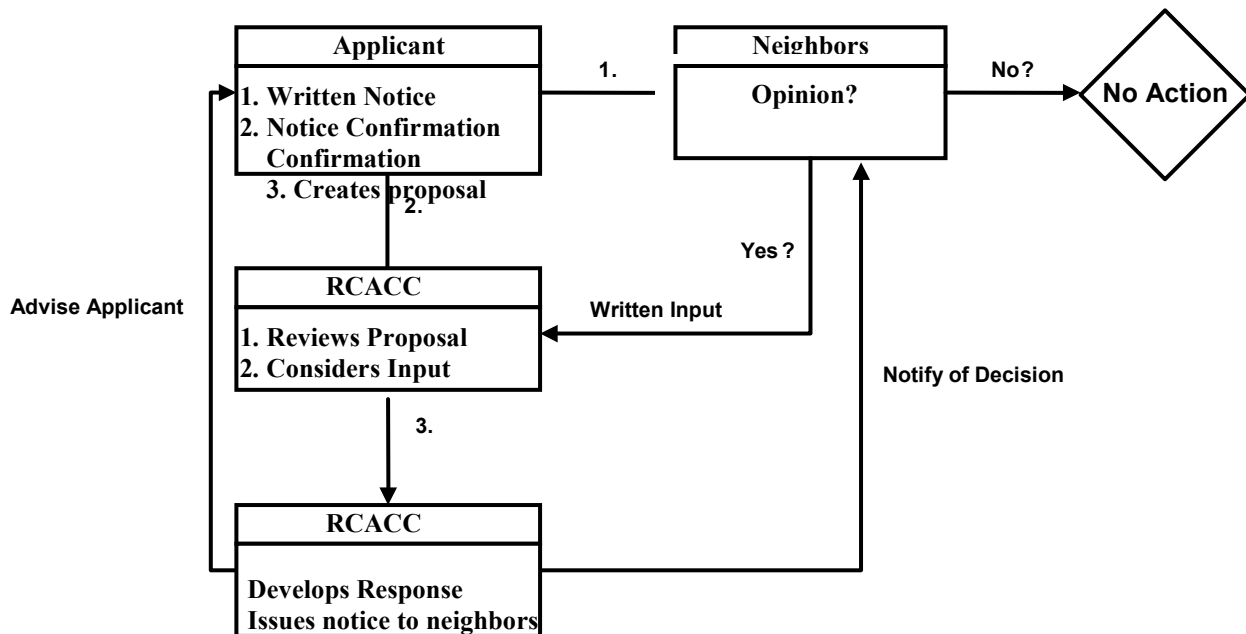 Applicant
1. Written Notice
2. Notice Confirmation
Confirmation
3. Creates proposal
1.
Neighbors
Opinion?
No?
No Action
2.
Yes ?
Written Input
RCACC
1. Reviews Proposal
2. Considers Input
Advise Applicant
Notify of Decision
3.
RCACC
Develops Response
Issues notice to neighbors